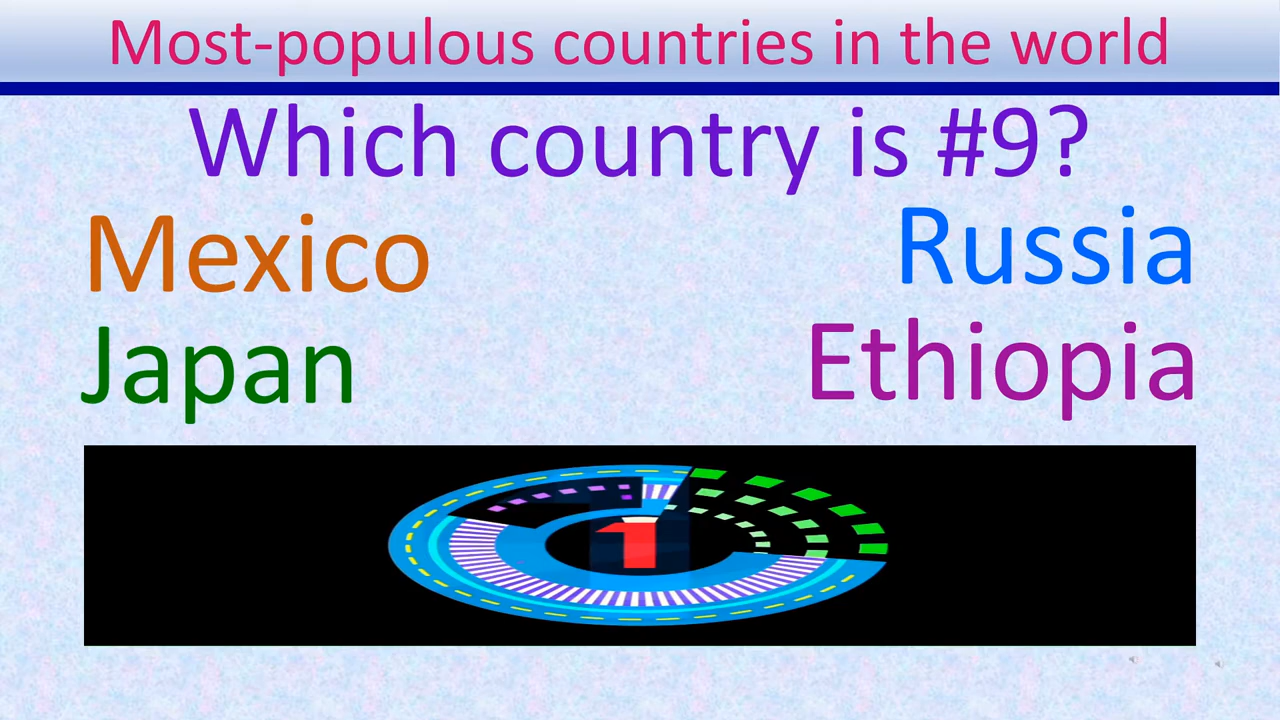 Most-populous countries in the world
Which country is #9?
Mexico
Russia
Japan
Ethiopia
1